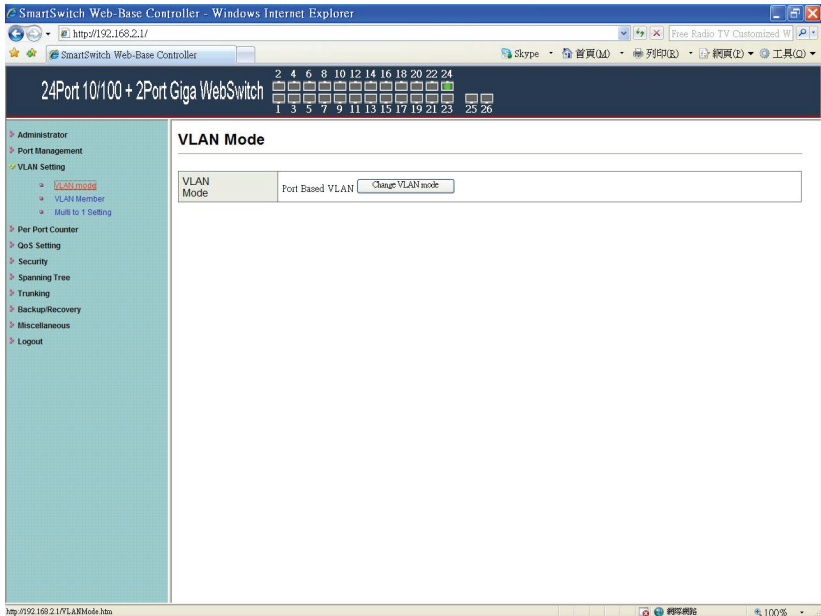 SmartSwitch Web-Base Controller - Windows Internet Explorer
http://192.168.2.1/
Free Radio TV Customized W
SmartSwitch Web-Base Controller
Skype
首頁(M)
列印(R)
網頁(P)
工具(O)
24Port 10/100 + 2Port Giga WebSwitch
2 4 6 8 10 12 14 16 18 20 22 24
1 3 5 7 9 11 13 15 17 19 21 23 25 26
Administrator
Port Management
VLAN Setting
VLAN mode
VLAN Member
Multi to 1 Setting
Per Port Counter
QoS Setting
Security
Spanning Tree
Trunking
Backup/Recovery
Miscellaneous
Logout
VLAN Mode
VLAN
Mode
Port Based VLAN
Change VLAN mode
http://192.168.2.1/VLANMode.htm
網際網路
100%